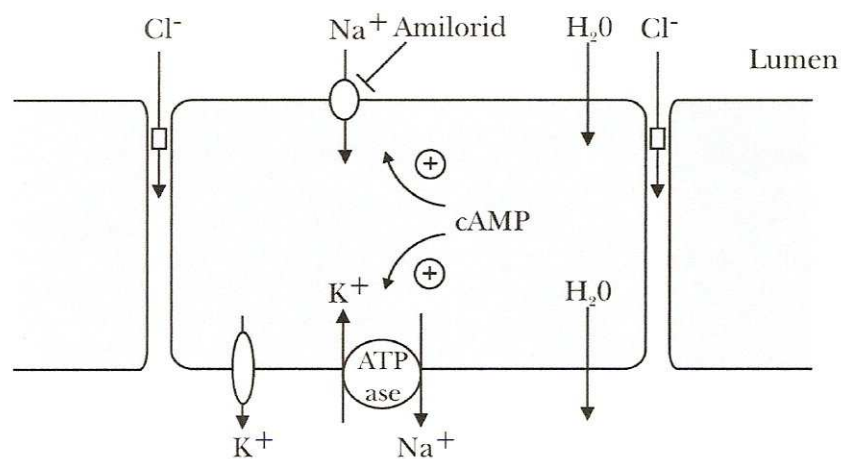 Cl⁻ Na⁺ Amilorid H₂0 Cl⁻
Lumen
+
cAMP
+
K⁺ H₂0
ATP
ase
K⁺ Na⁺